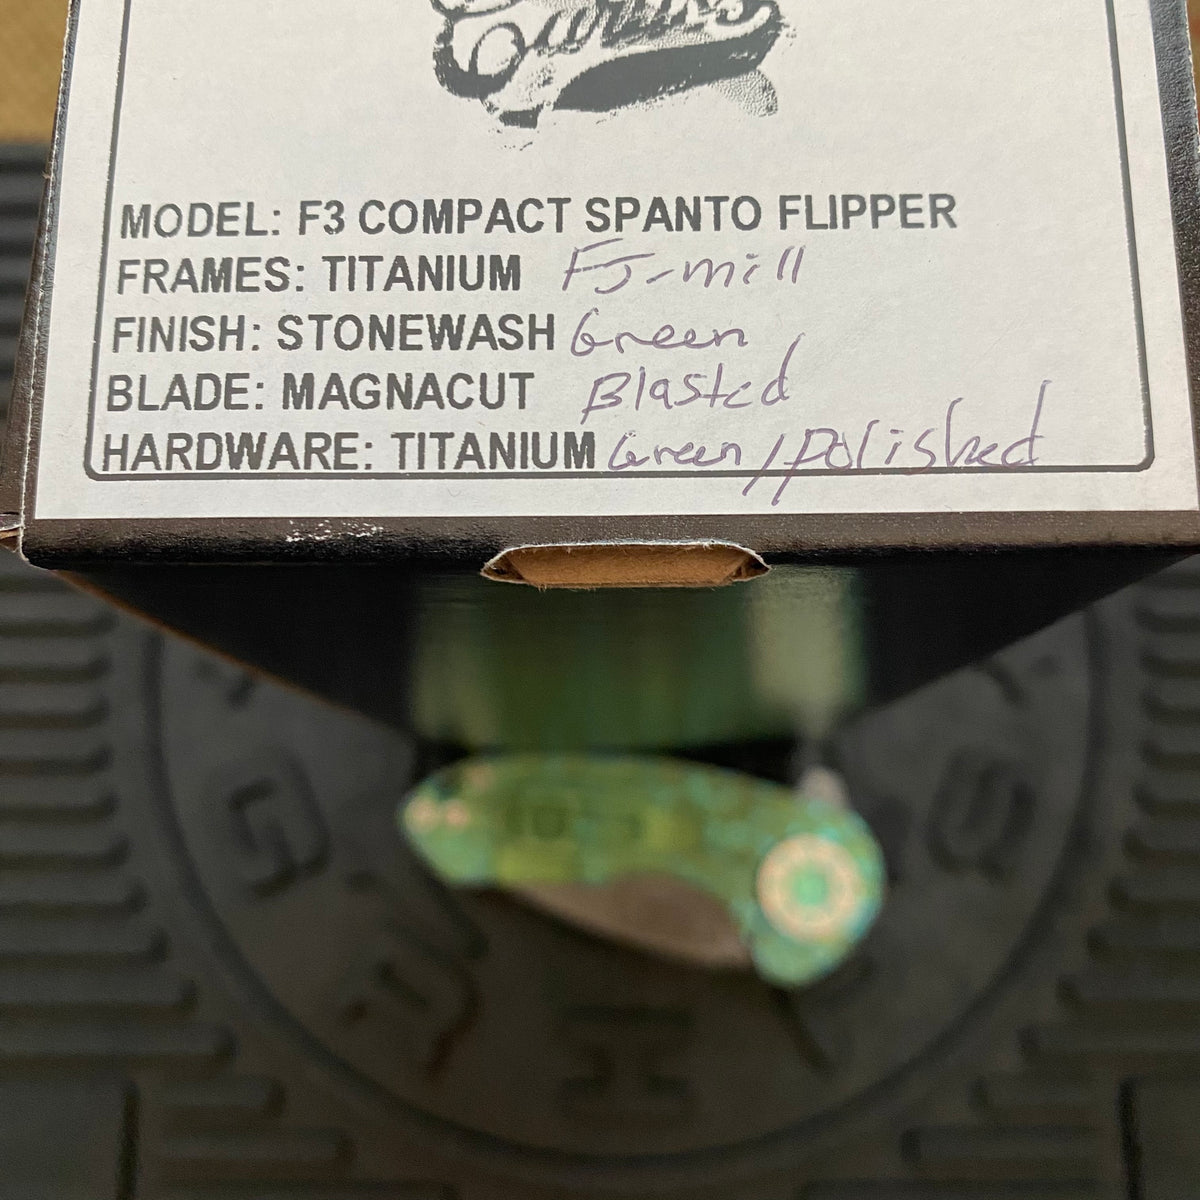 Curtiss
MODEL: F3 COMPACT SPANTO FLIPPER
FRAMES: TITANIUM FJ-mill
FINISH: STONEWASH Green
BLADE: MAGNACUT Blasted
HARDWARE: TITANIUM Green/polished